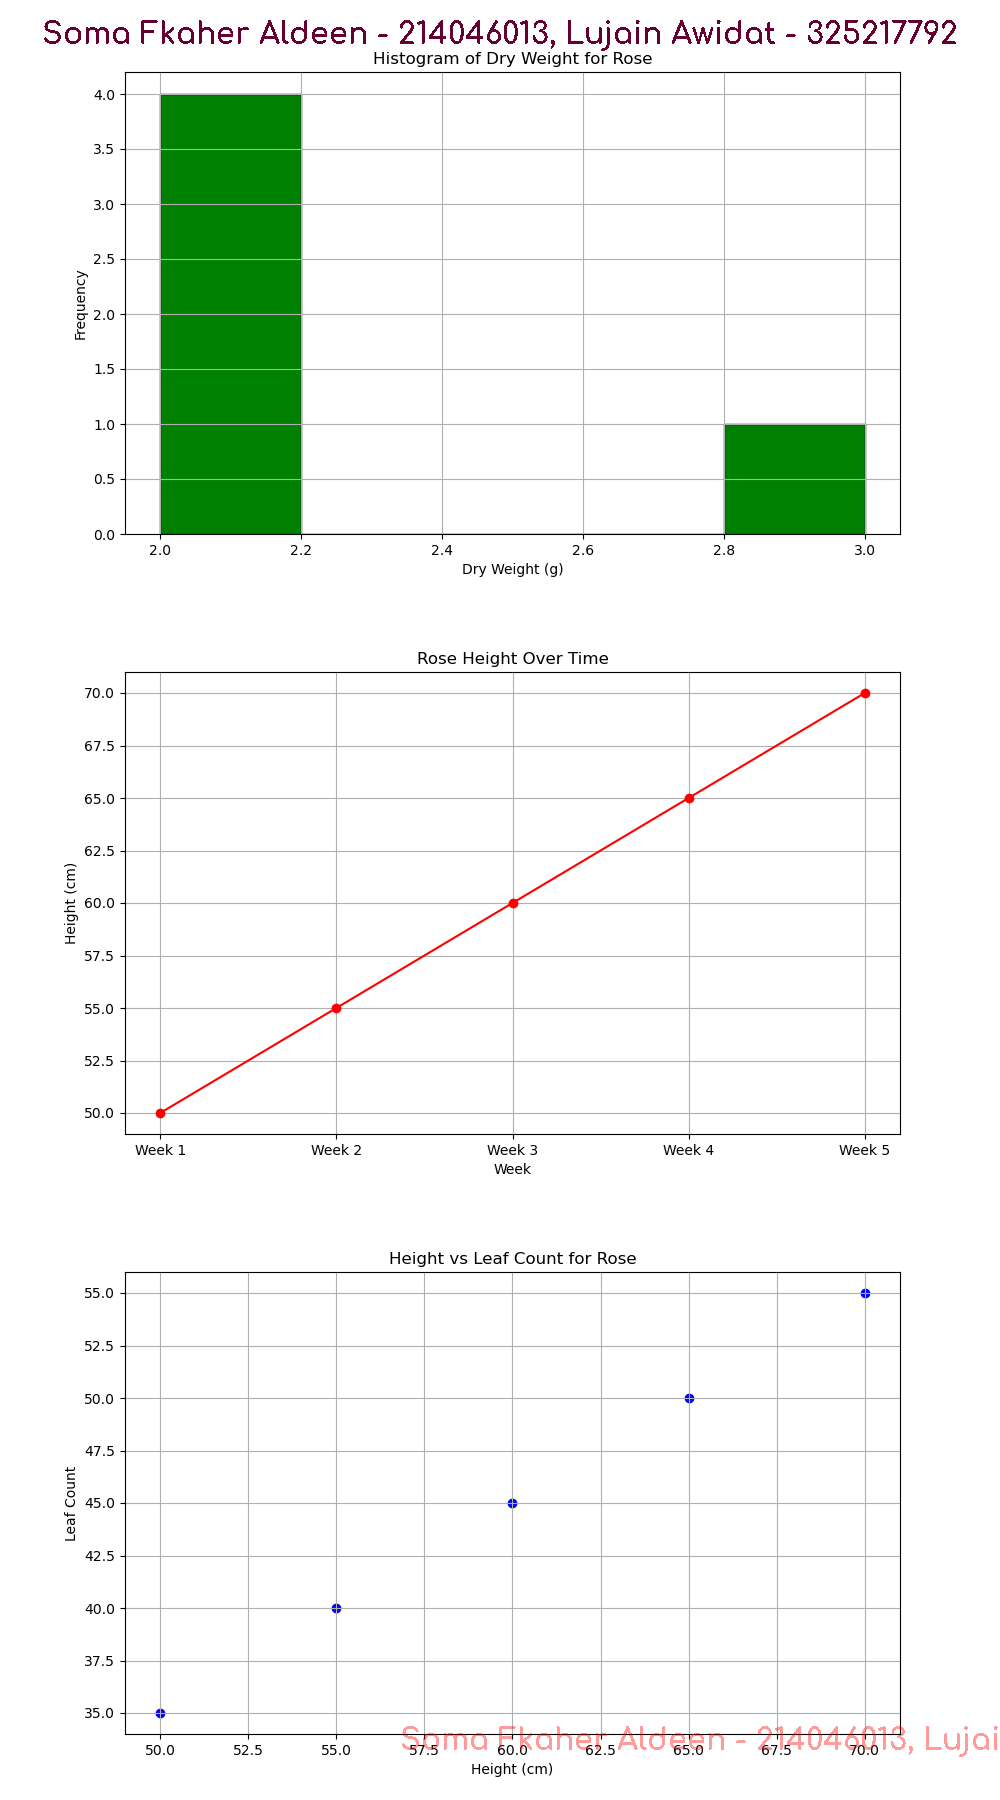 Soma Fkaher Aldeen - 214046013, Lujain Awidat - 325217792
Histogram of Dry Weight for Rose
4.0
3.5
3.0
2.5
2.0
1.5
1.0
0.5
0.0
Frequency
2.0 2.2 2.4 2.6 2.8 3.0
Dry Weight (g)
Rose Height Over Time
70.0
67.5
65.0
62.5
60.0
57.5
55.0
52.5
50.0
Height (cm)
Week 1 Week 2 Week 3 Week 4 Week 5
Week
Height vs Leaf Count for Rose
55.0
52.5
50.0
47.5
45.0
42.5
40.0
37.5
35.0
Leaf Count
Soma Fkaher Aldeen - 214046013, Lujai
50.0 52.5 55.0 57.5 60.0 62.5 65.0 67.5 70.0
Height (cm)